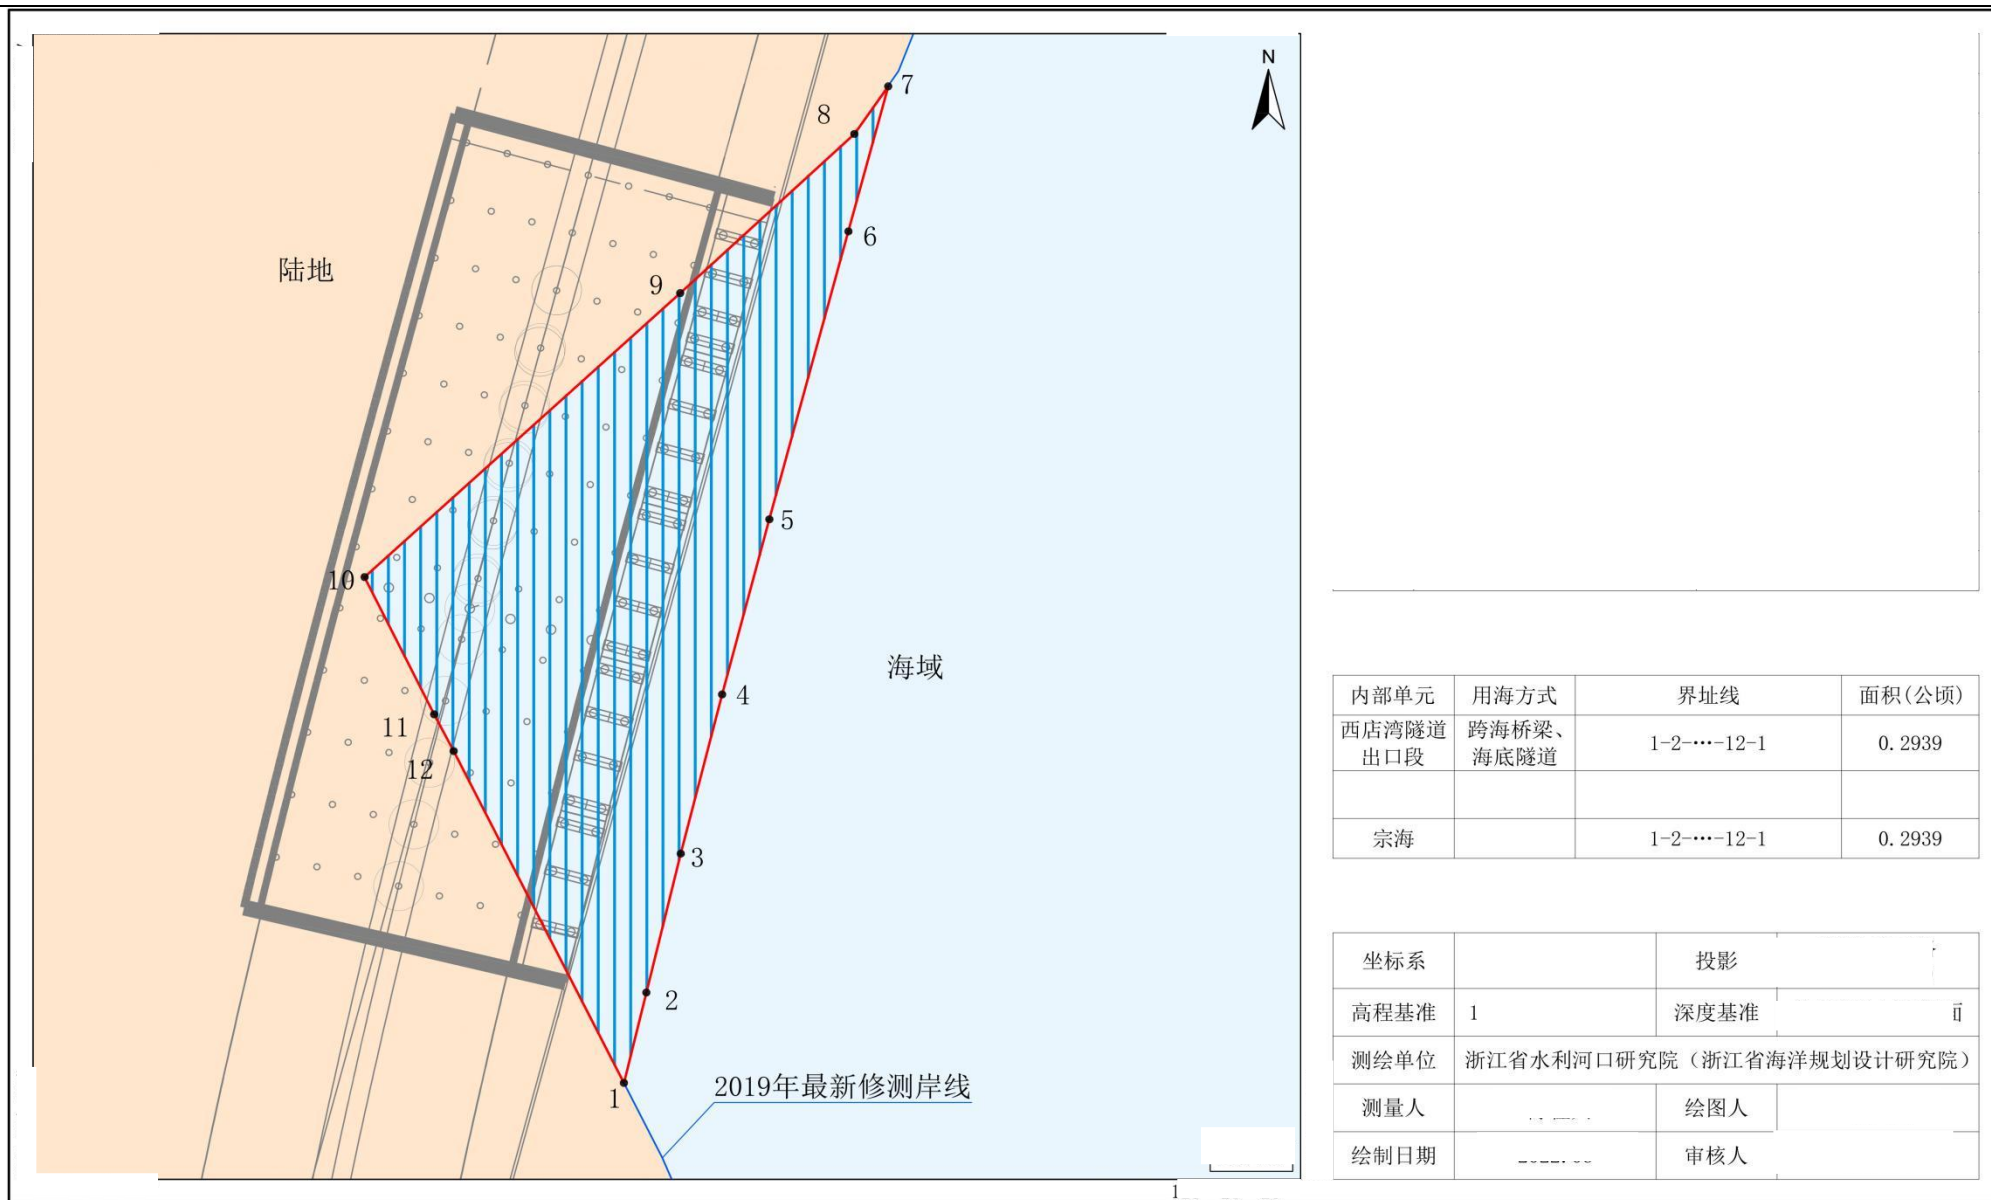 N
7
8
6
9
陆地
5
10
海域
4
11
12
3
2
1
2019年最新修测岸线
内部单元 用海方式 界址线 面积(公顷)
西店湾隧道 跨海桥梁、
出口段 海底隧道 1-2-…-12-1 0.2939
宗海 1-2-…-12-1 0.2939
坐标系 投影
高程基准 1 深度基准
测绘单位 浙江省水利河口研究院（浙江省海洋规划设计研究院）
测量人 绘图人
绘制日期 审核人